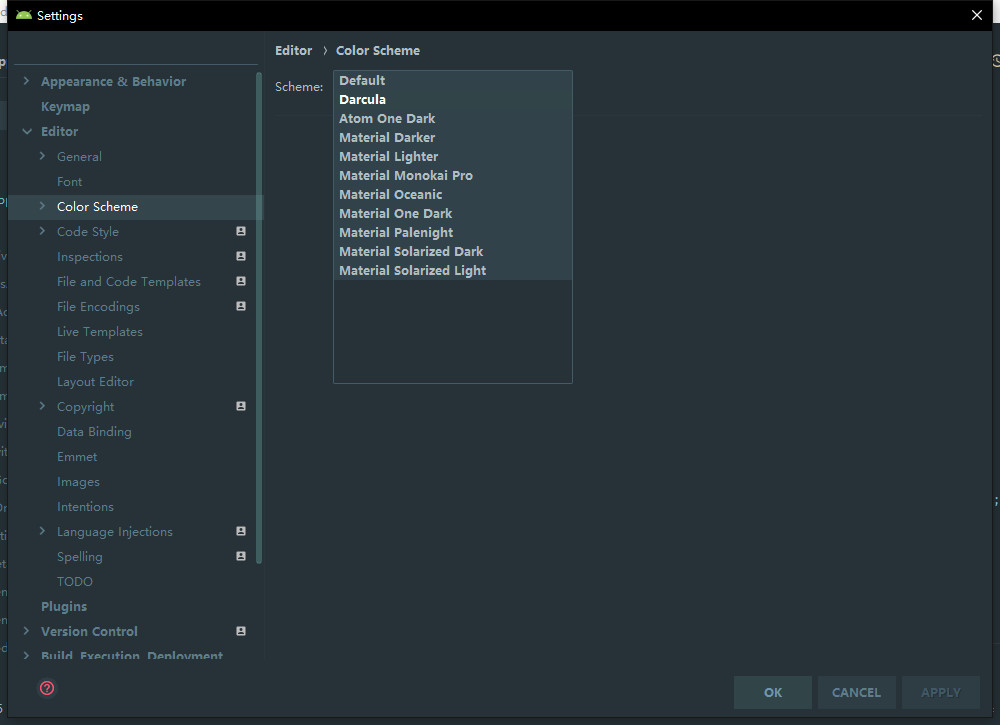 Settings
Editor › Color Scheme
Scheme:
Default
Darcula
Atom One Dark
Material Darker
Material Lighter
Material Monokai Pro
Material Oceanic
Material One Dark
Material Palenight
Material Solarized Dark
Material Solarized Light
Appearance & Behavior
Keymap
Editor
General
Font
Color Scheme
Code Style
Inspections
File and Code Templates
File Encodings
Live Templates
File Types
Layout Editor
Copyright
Data Binding
Emmet
Images
Intentions
Language Injections
Spelling
TODO
Plugins
Version Control
Build, Execution, Deployment
?
OK
CANCEL
APPLY